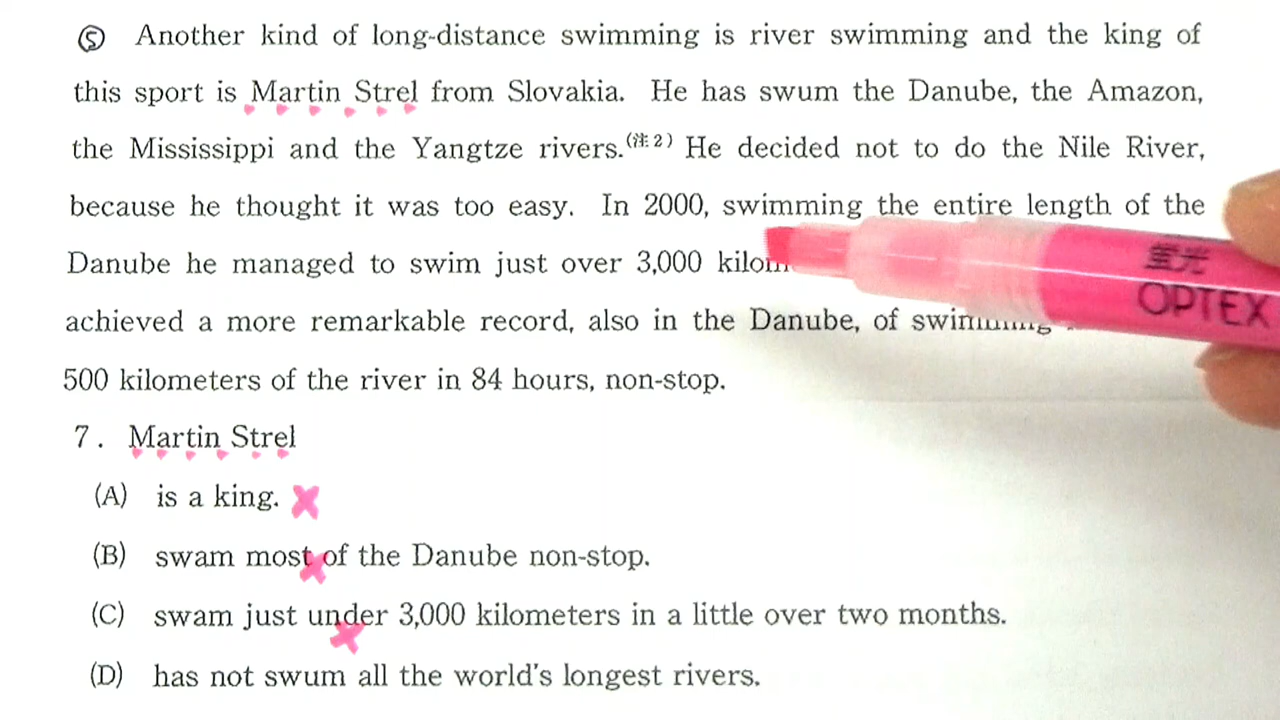 ⑤ Another kind of long-distance swimming is river swimming and the king of
this sport is Martin Strel from Slovakia. He has swum the Danube, the Amazon,
the Mississippi and the Yangtze rivers.(注2) He decided not to do the Nile River,
because he thought it was too easy. In 2000, swimming the entire length of the
Danube he managed to swim just over 3,000
achieved a more remarkable record, also in the Danube, of
500 kilometers of the river in 84 hours, non-stop.
7. Martin Strel
(A) is a king.
(B) swam most of the Danube non-stop.
(C) swam just under 3,000 kilometers in a little over two months.
(D) has not swum all the world's longest rivers.
蛍光
OPTEX